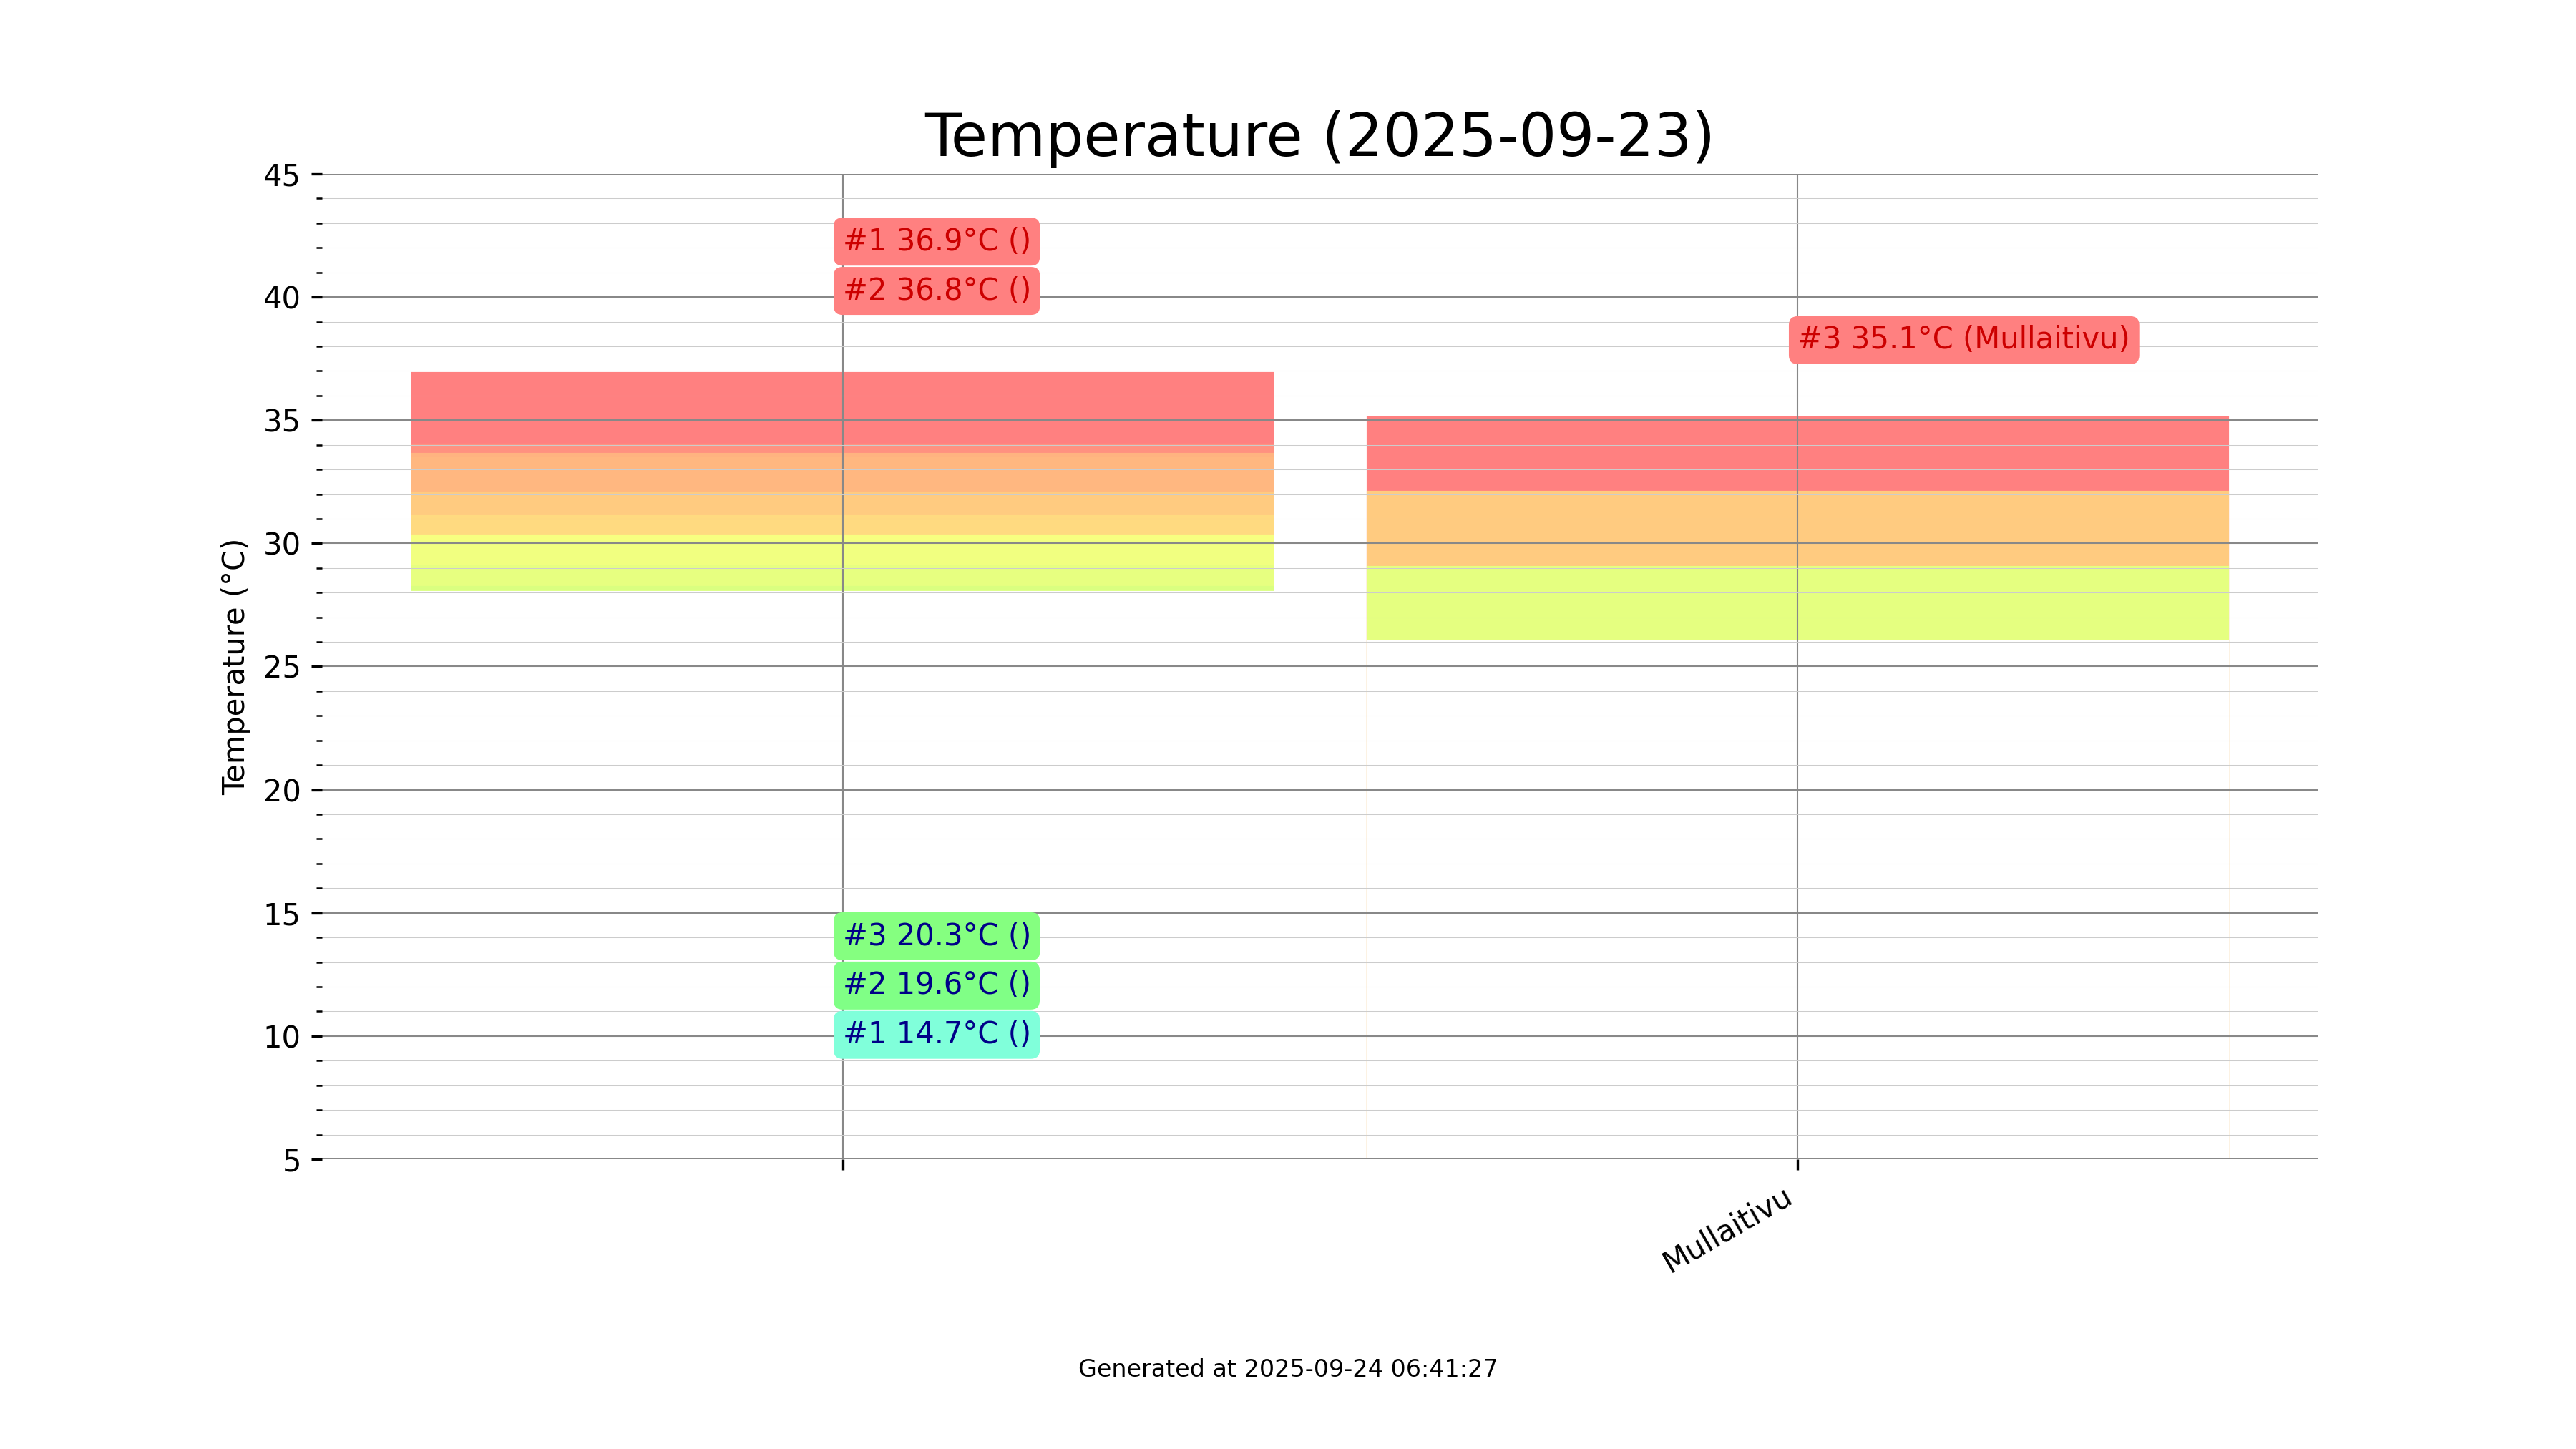 Temperature (2025-09-23)
45
40
35
30
25
20
15
10
5
Temperature (°C)
#1 36.9°C ()
#2 36.8°C ()
#3 35.1°C (Mullaitivu)
#3 20.3°C ()
#2 19.6°C ()
#1 14.7°C ()
Mullaitivu
Generated at 2025-09-24 06:41:27